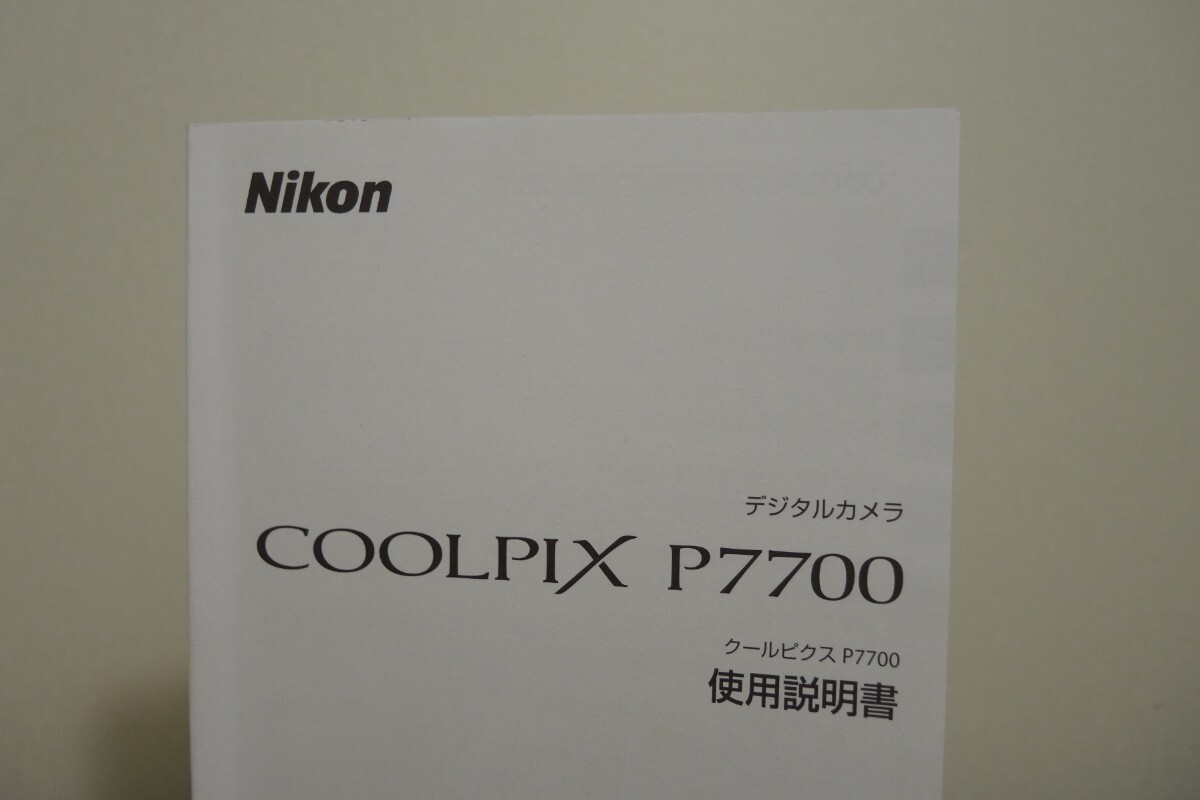 Nikon
デジタルカメラ
COOLPIX P7700
クールピクス P7700
使用説明書